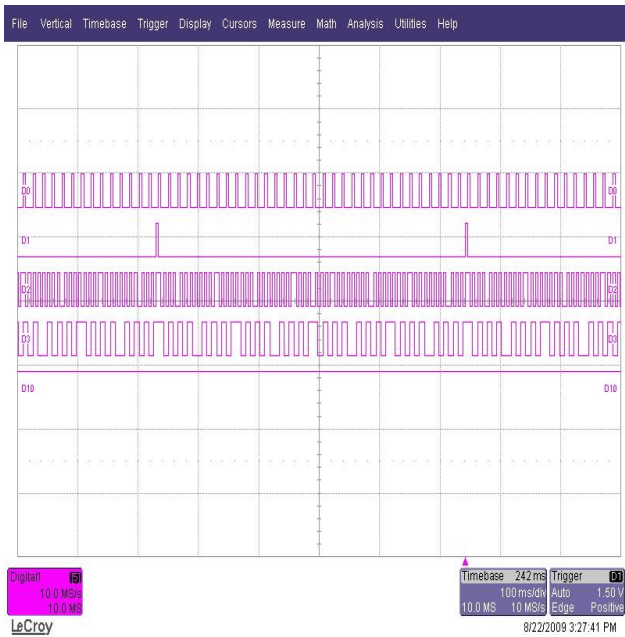 File Vertical Timebase Trigger Display Cursors Measure Math Analysis Utilities Help
D0 D0
D1 D1
D2 D2
D3 D3
D10 D10
Digital1 5
10.0 MS/s
10.0 MS
Timebase 242 ms
100 ms/div
10.0 MS 10 MS/s
Trigger D1
Auto 1.50 V
Edge Positive
LeCroy
8/22/2009 3:27:41 PM